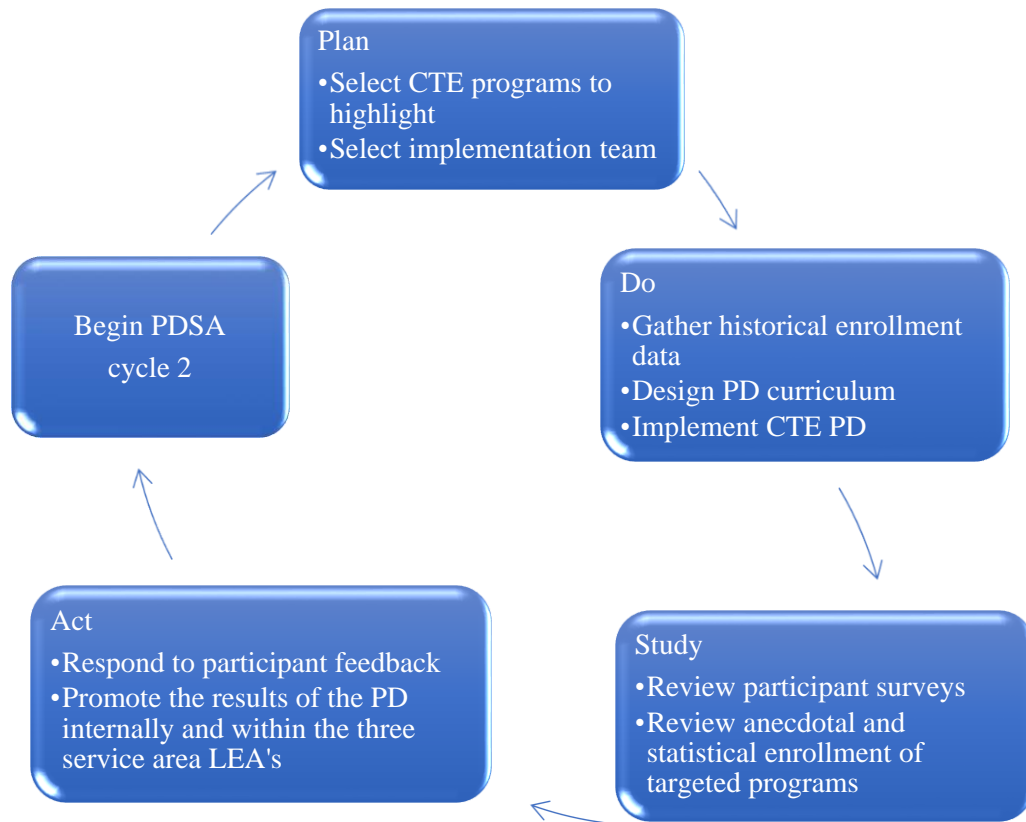 Plan
•Select CTE programs to
highlight
•Select implementation team
Do
•Gather historical enrollment
data
•Design PD curriculum
•Implement CTE PD
Study
•Review participant surveys
•Review anecdotal and
statistical enrollment of
targeted programs
Act
•Respond to participant feedback
•Promote the results of the PD
internally and within the three
service area LEA's
Begin PDSA
cycle 2